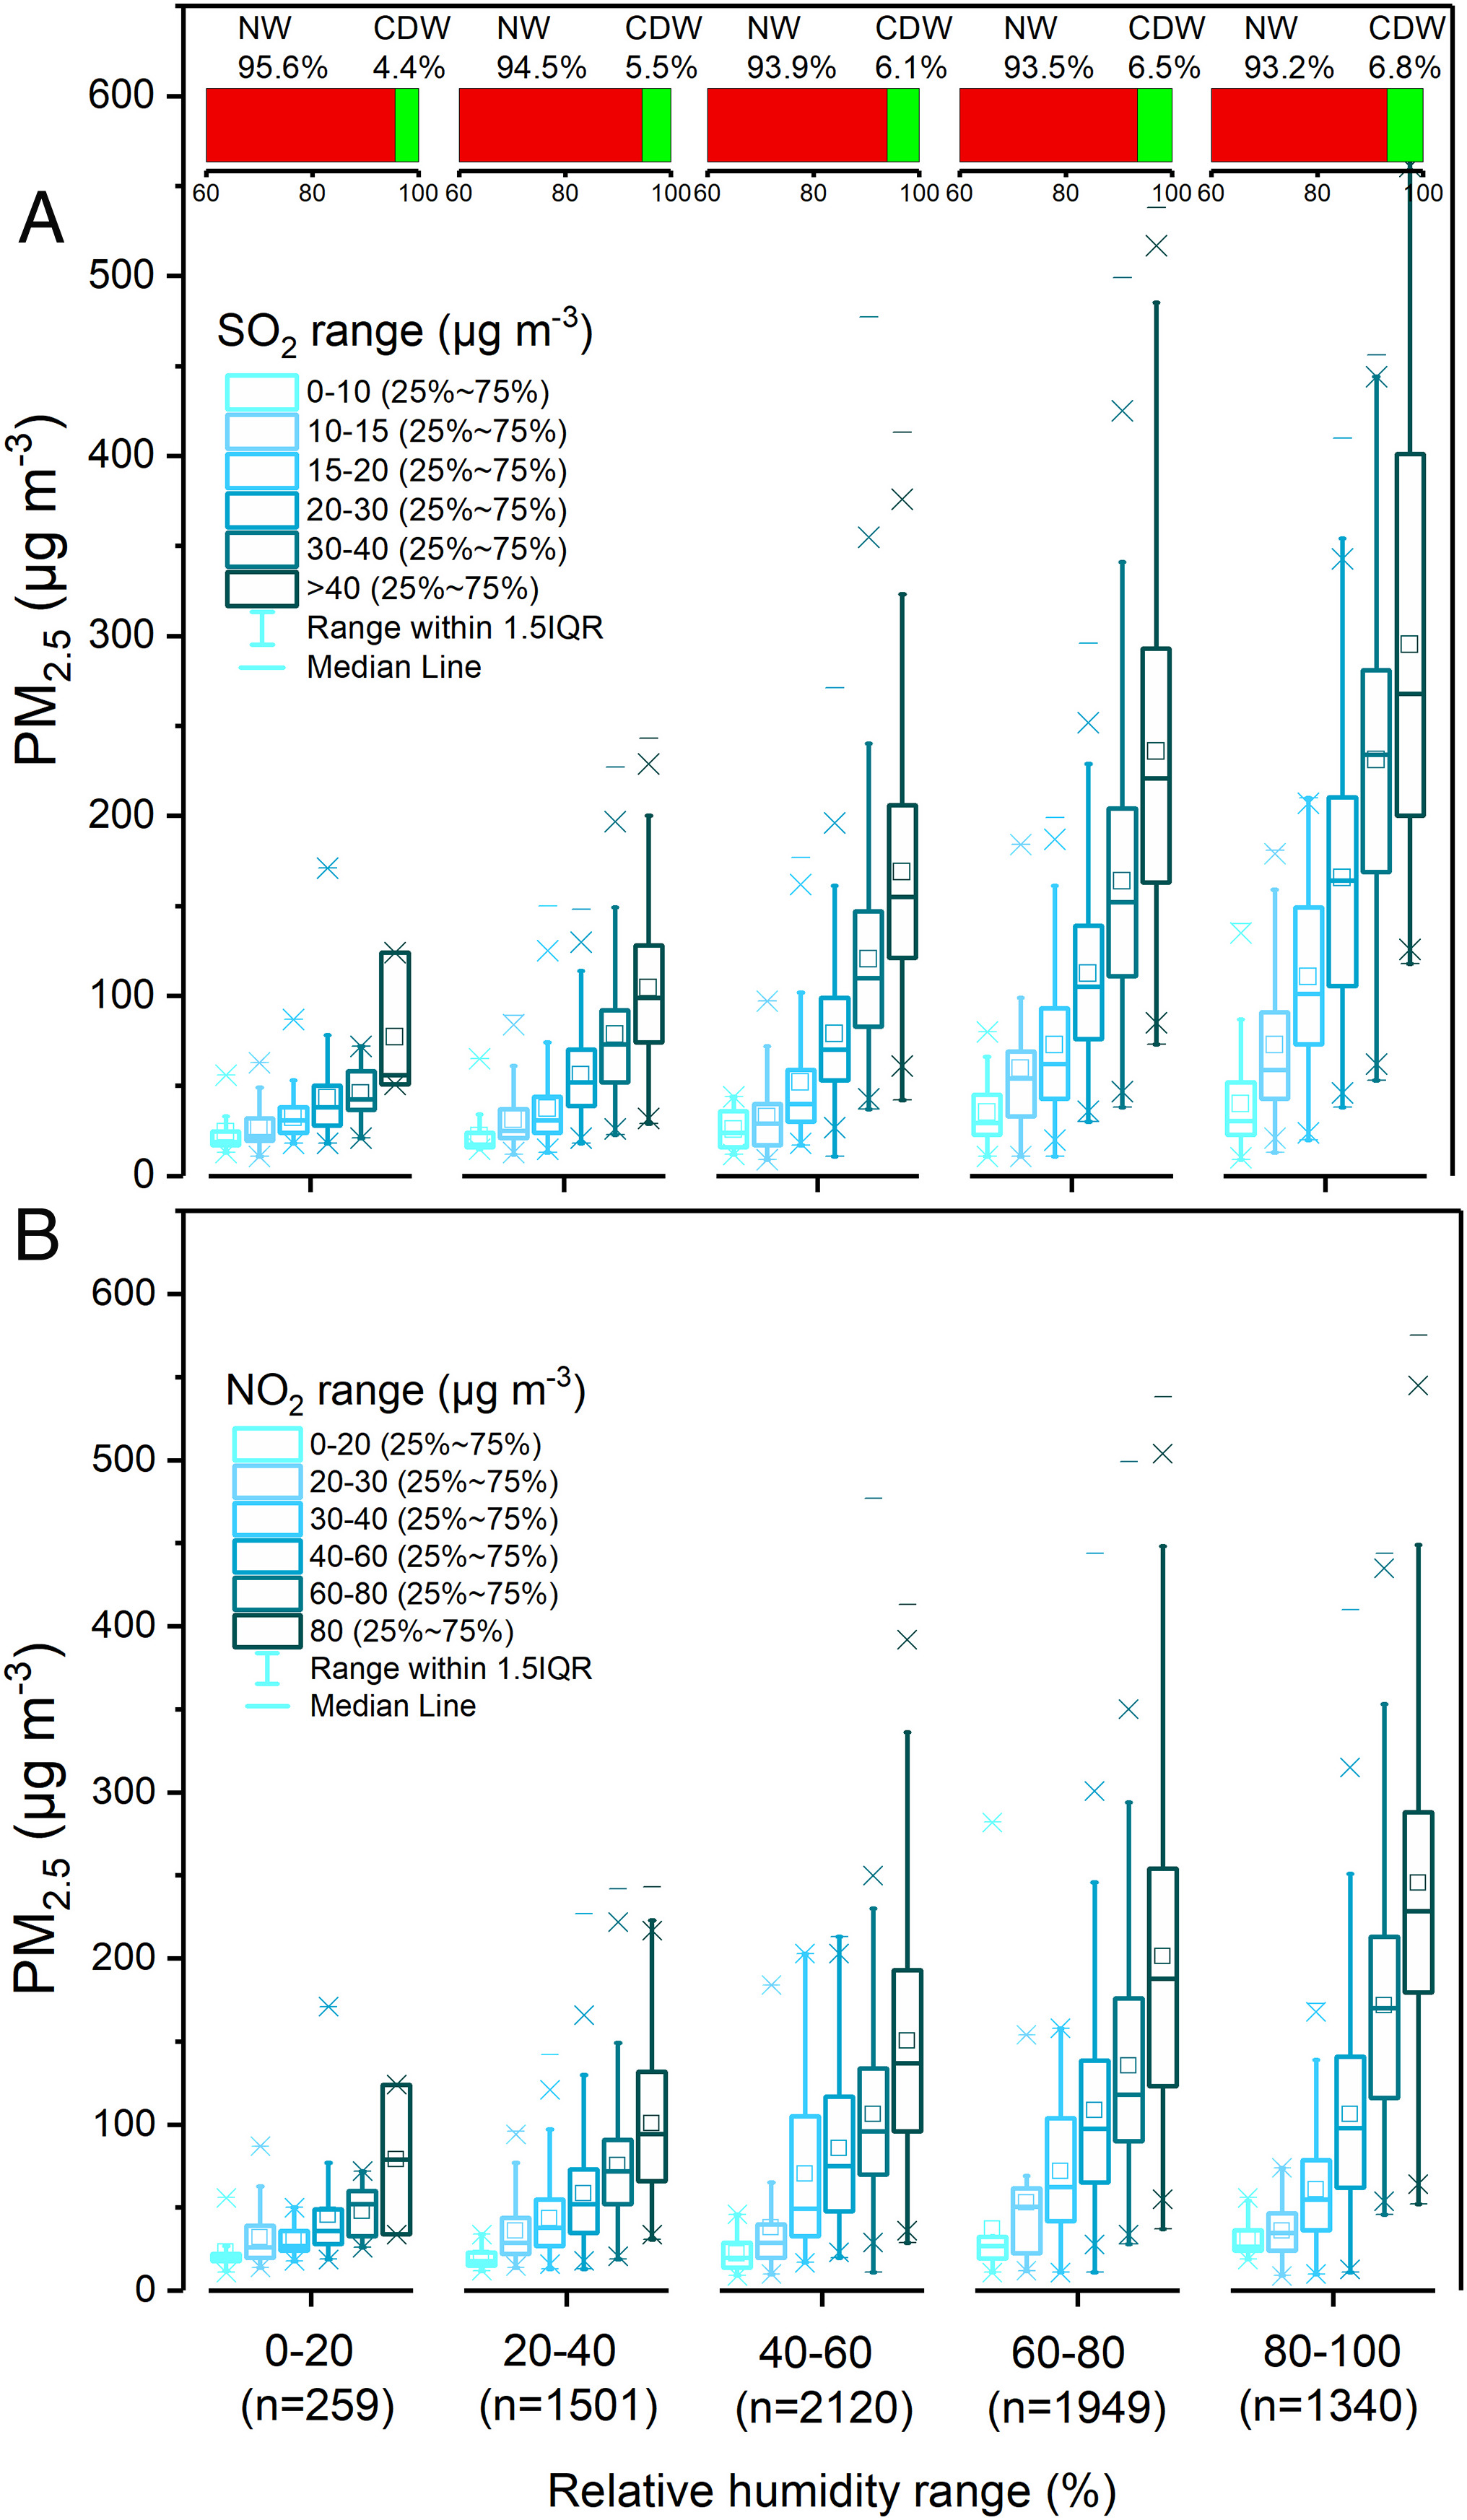 NW CDW NW CDW NW CDW NW CDW NW CDW
95.6% 4.4% 94.5% 5.5% 93.9% 6.1% 93.5% 6.5% 93.2% 6.8%
600
60 80 100 60 80 100 60 80 100 60 80 100 60 80 100
A
500
SO2 range (µg m-3)
0-10 (25%~75%)
10-15 (25%~75%)
15-20 (25%~75%)
20-30 (25%~75%)
30-40 (25%~75%)
>40 (25%~75%)
Range within 1.5IQR
Median Line
400
300
200
100
0
PM2.5 (µg m-3)
B
600
NO2 range (µg m-3)
0-20 (25%~75%)
20-30 (25%~75%)
30-40 (25%~75%)
40-60 (25%~75%)
60-80 (25%~75%)
80 (25%~75%)
Range within 1.5IQR
Median Line
500
400
300
200
100
0
PM2.5 (µg m-3)
0-20 20-40 40-60 60-80 80-100
(n=259) (n=1501) (n=2120) (n=1949) (n=1340)
Relative humidity range (%)